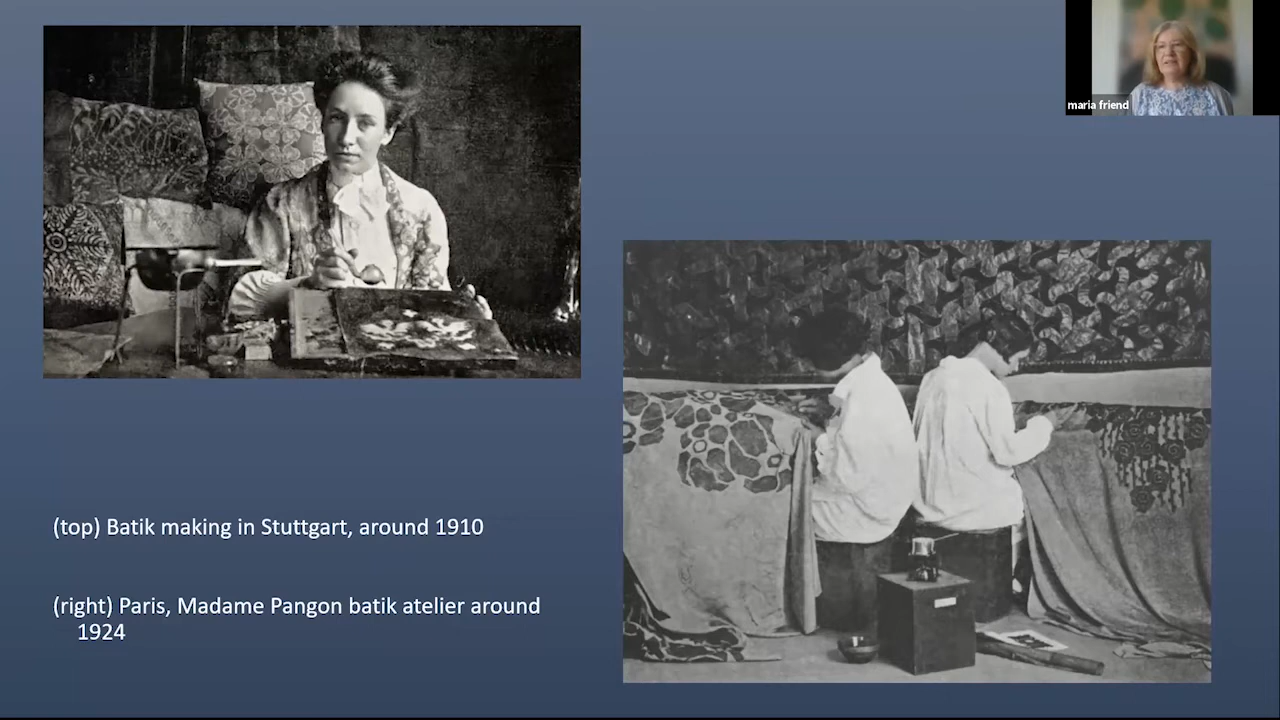 maria friend
(top) Batik making in Stuttgart, around 1910
(right) Paris, Madame Pangon batik atelier around
1924